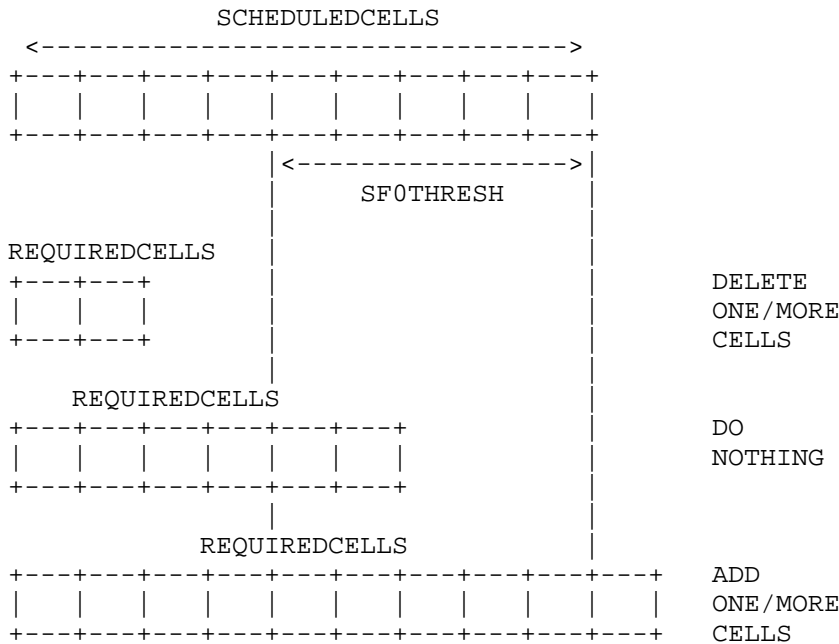 SCHEDULEDCELLS
<--------------------------------->
+---+---+---+---+---+---+---+---+---+
| | | | | | | | | |
+---+---+---+---+---+---+---+---+---+
|<----------------->|
| SF0THRESH |
| |
REQUIREDCELLS | |
+---+---+ | | DELETE
| | | | | ONE/MORE
+---+---+ | | CELLS
| |
REQUIREDCELLS |
+---+---+---+---+---+---+ | DO
| | | | | | | | NOTHING
+---+---+---+---+---+---+ |
| |
REQUIREDCELLS |
+---+---+---+---+---+---+---+---+---+---+ ADD
| | | | | | | | | | | ONE/MORE
+---+---+---+---+---+---+---+---+---+---+ CELLS